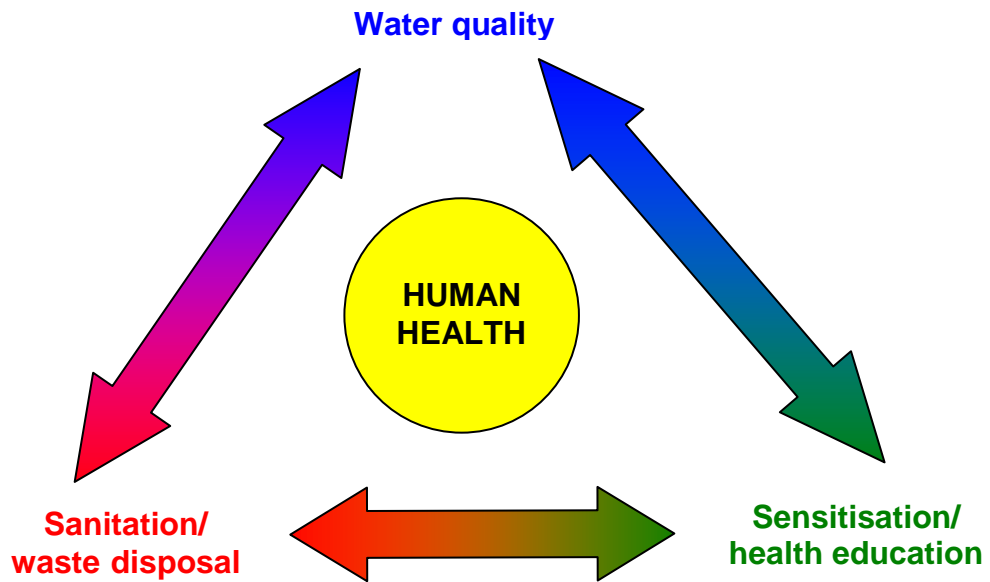 Water quality
HUMAN
HEALTH
Sanitation/
waste disposal
Sensitisation/
health education